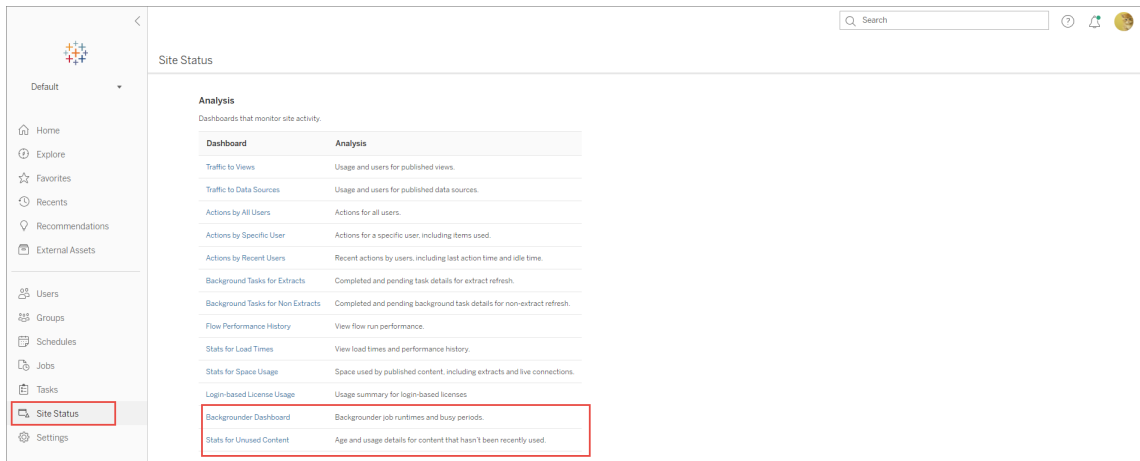 Search
Site Status
Default
Home
Explore
Favorites
Recents
Recommendations
External Assets
Users
Groups
Schedules
Jobs
Tasks
Site Status
Settings
Analysis
Dashboards that monitor site activity.
Dashboard Analysis
Traffic to Views Usage and users for published views.
Traffic to Data Sources Usage and users for published data sources.
Actions by All Users Actions for all users.
Actions by Specific User Actions for a specific user, including items used.
Actions by Recent Users Recent actions by users, including last action time and idle time.
Background Tasks for Extracts Completed and pending task details for extract refresh.
Background Tasks for Non Extracts Completed and pending background task details for non-extract refresh.
Flow Performance History View flow run performance.
Stats for Load Times View load times and performance history.
Stats for Space Usage Space used by published content, including extracts and live connections.
Login-based License Usage Usage summary for login-based licenses
Backgrounder Dashboard Backgrounder job runtimes and busy periods.
Stats for Unused Content Age and usage details for content that hasn't been recently used.